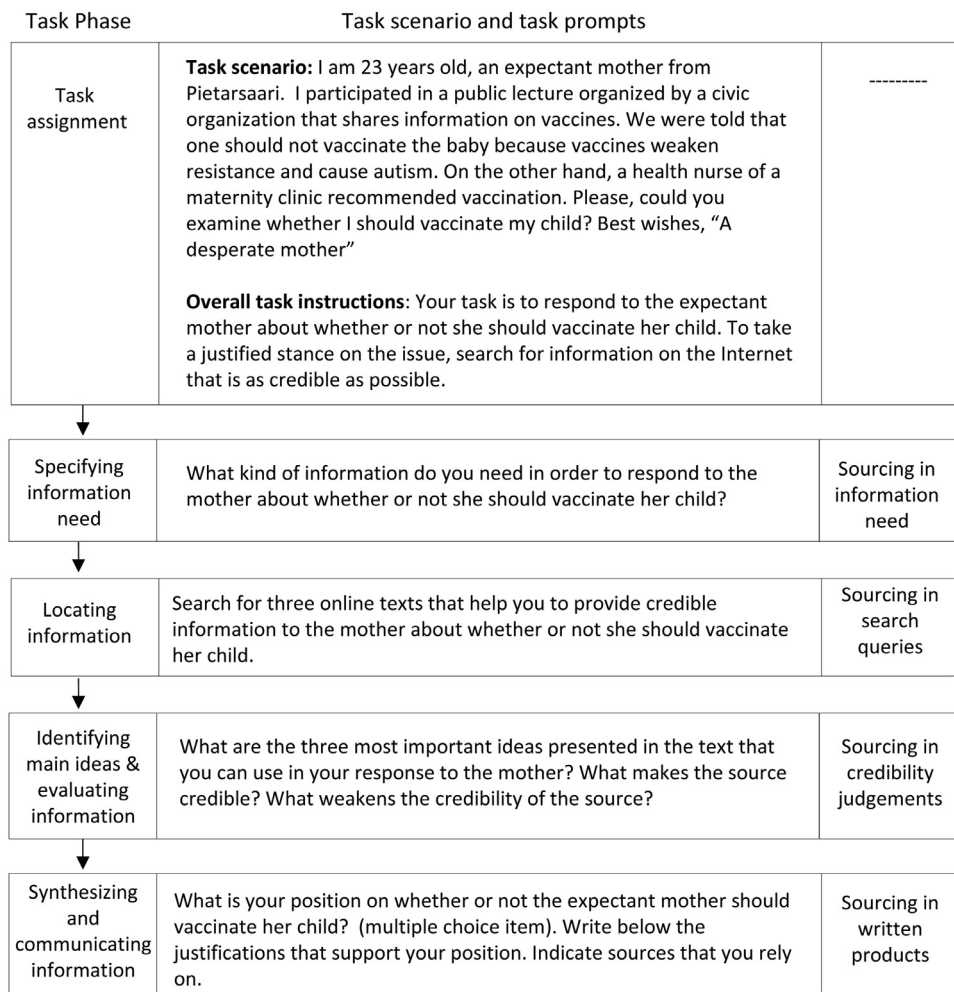 Task Phase
Task scenario and task prompts
Task
assignment
Task scenario: I am 23 years old, an expectant mother from
Pietarsaari.  I participated in a public lecture organized by a civic
organization that shares information on vaccines. We were told that
one should not vaccinate the baby because vaccines weaken
resistance and cause autism. On the other hand, a health nurse of a
maternity clinic recommended vaccination. Please, could you
examine whether I should vaccinate my child? Best wishes, “A
desperate mother”
Overall task instructions: Your task is to respond to the expectant
mother about whether or not she should vaccinate her child. To take
a justified stance on the issue, search for information on the Internet
that is as credible as possible.
---------
Specifying
information
need
What kind of information do you need in order to respond to the
mother about whether or not she should vaccinate her child?
Sourcing in
information
need
Locating
information
Search for three online texts that help you to provide credible
information to the mother about whether or not she should vaccinate
her child.
Sourcing in
search
queries
Identifying
main ideas &
evaluating
information
What are the three most important ideas presented in the text that
you can use in your response to the mother? What makes the source
credible? What weakens the credibility of the source?
Sourcing in
credibility
judgements
Synthesizing
and
communicating
information
What is your position on whether or not the expectant mother should
vaccinate her child?  (multiple choice item). Write below the
justifications that support your position. Indicate sources that you rely
on.
Sourcing in
written
products